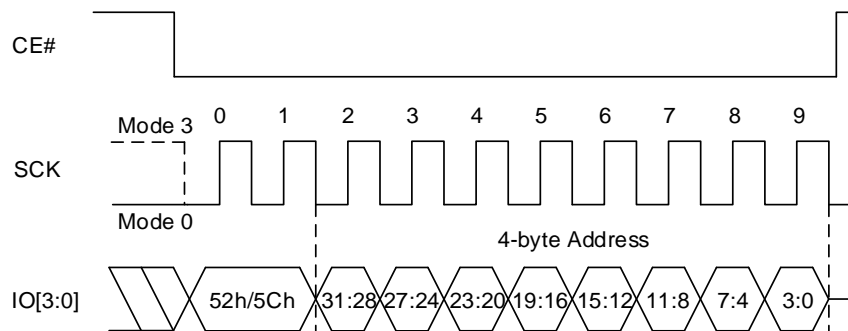 CE#
0 1 2 3 4 5 6 7 8 9
Mode 3
SCK
Mode 0
4-byte Address
IO[3:0] 52h/5Ch 31:28 27:24 23:20 19:16 15:12 11:8 7:4 3:0